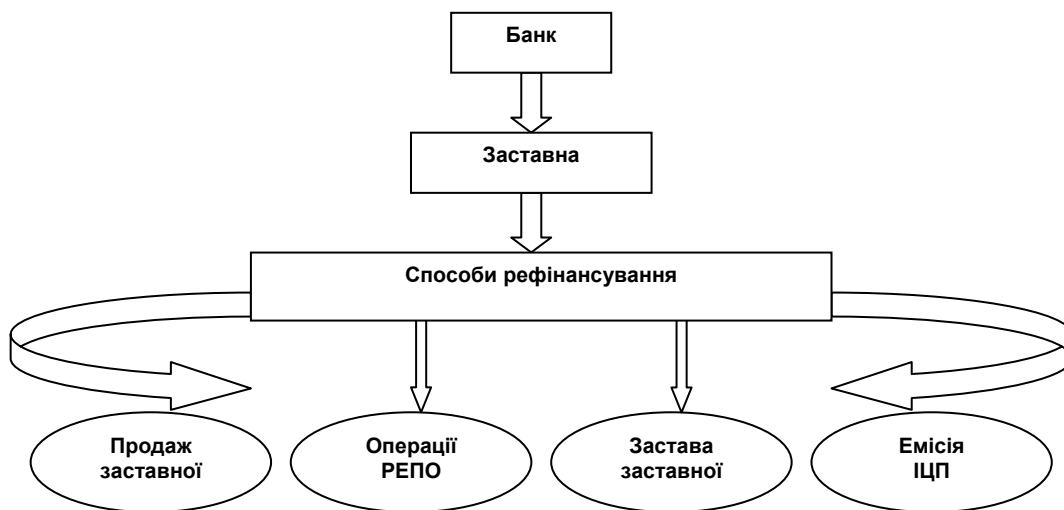 Банк
Заставна
Способи рефінансування
Продаж
заставної
Операції
РЕПО
Застава
заставної
Емісія
ІЦП